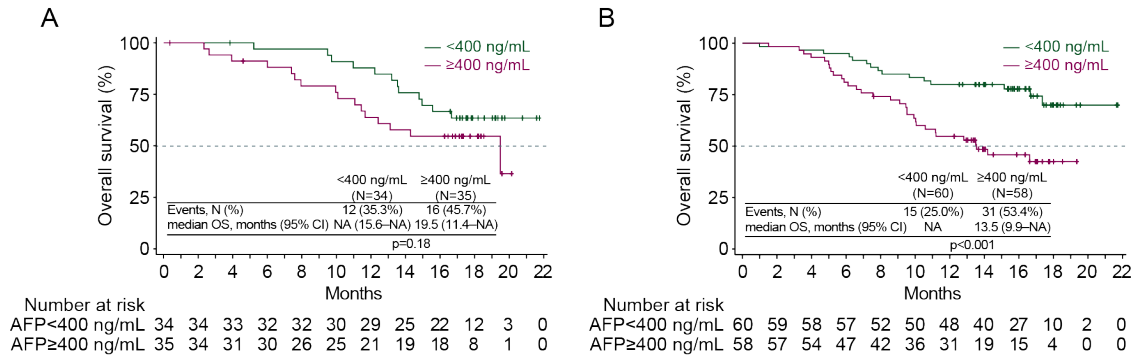 A
100
75
50
25
0
Overall survival (%)
<400 ng/mL
≥400 ng/mL
<400 ng/mL ≥400 ng/mL
(N=34) (N=35)
Events, N (%) 12 (35.3%) 16 (45.7%)
median OS, months (95% CI) NA (15.6–NA) 19.5 (11.4–NA)
p=0.18
0 2 4 6 8 10 12 14 16 18 20 22
Months
Number at risk
AFP<400 ng/mL 34 34 33 32 32 30 29 25 22 12 3 0
AFP≥400 ng/mL 35 34 31 30 26 25 21 19 18 8 1 0
B
100
75
50
25
0
Overall survival (%)
<400 ng/mL
≥400 ng/mL
<400 ng/mL ≥400 ng/mL
(N=60) (N=58)
Events, N (%) 15 (25.0%) 31 (53.4%)
median OS, months (95% CI) NA 13.5 (9.9–NA)
p<0.001
0 2 4 6 8 10 12 14 16 18 20 22
Months
Number at risk
AFP<400 ng/mL 60 59 58 57 52 50 48 40 27 10 2 0
AFP≥400 ng/mL 58 57 54 47 42 36 31 19 15 4 0 0